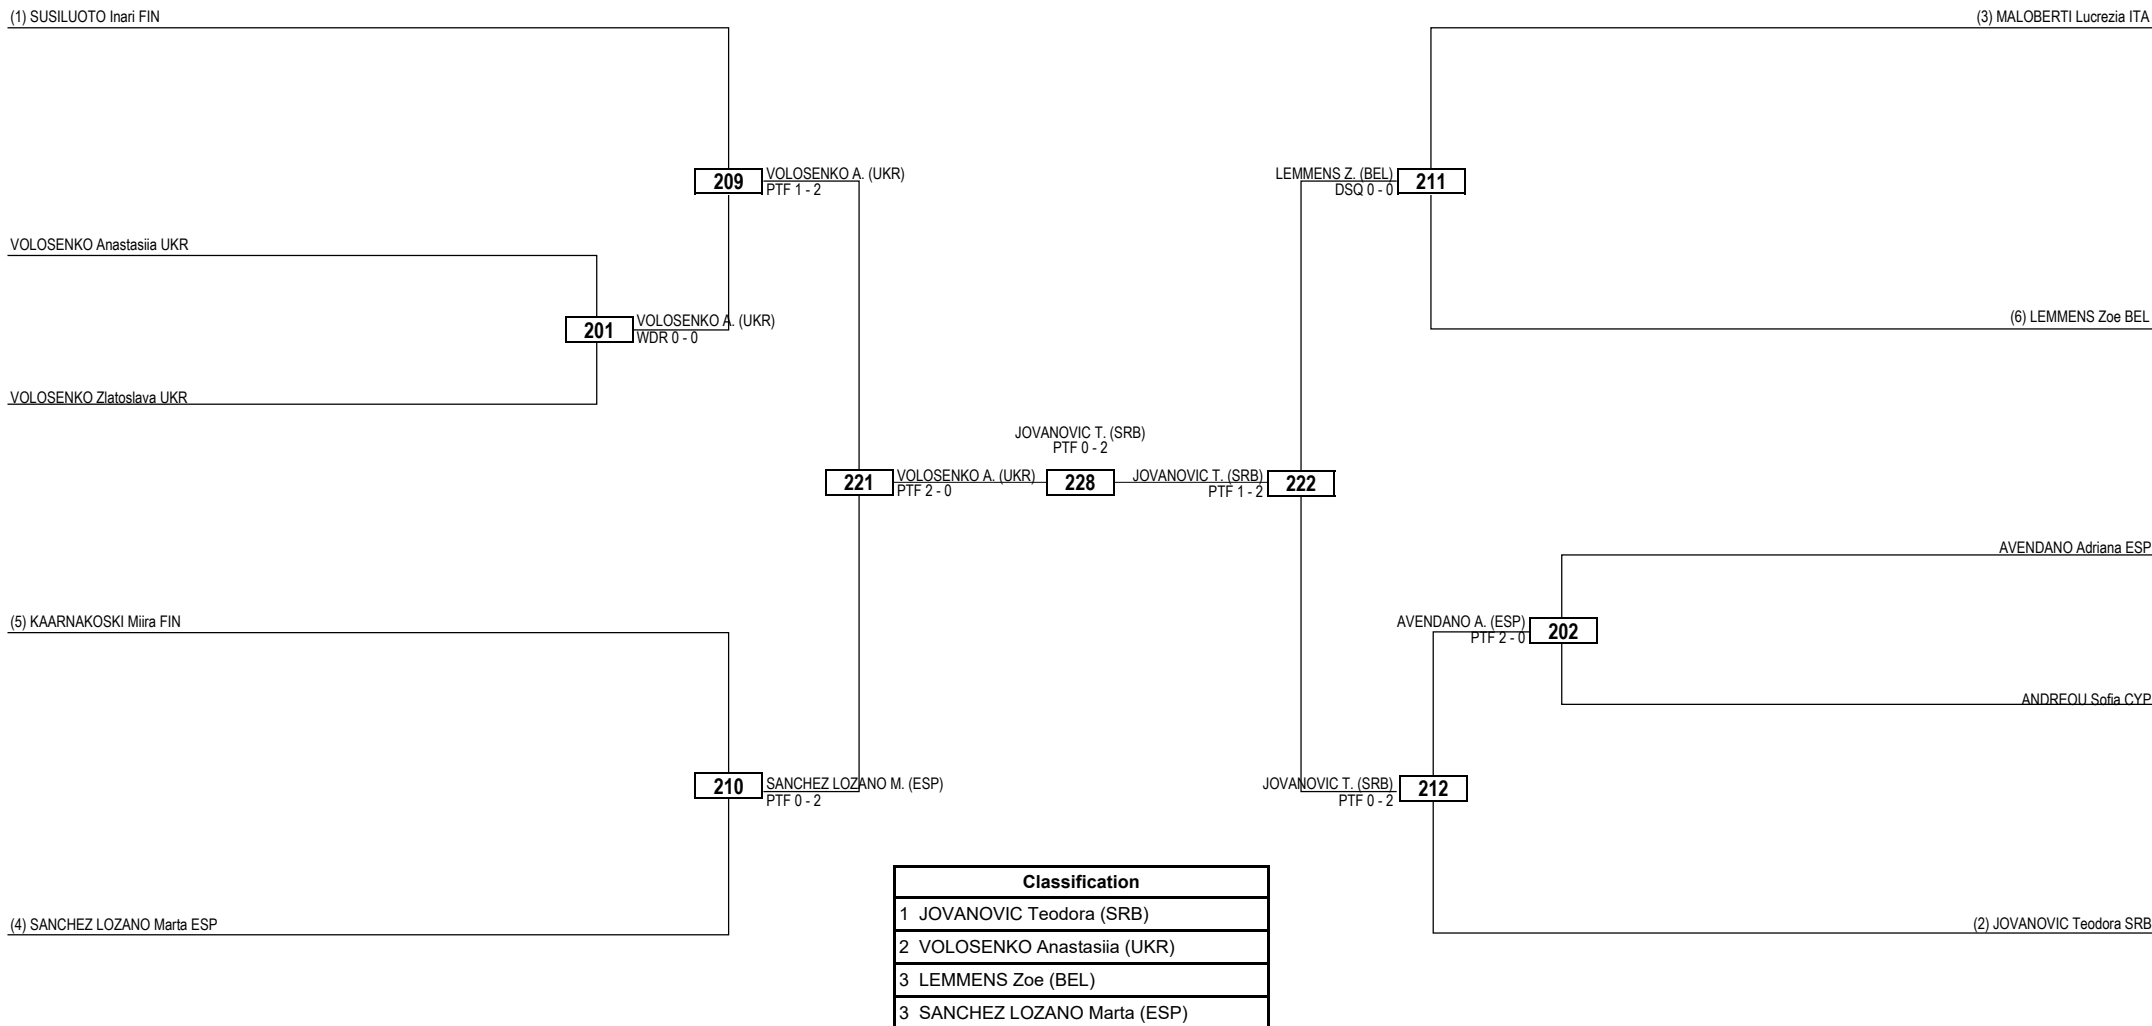 (1) SUSILUOTO Inari FIN
(3) MALOBERTI Lucrezia ITA
209
VOLOSENKO A. (UKR)
PTF 1 - 2
LEMMENS Z. (BEL)
DSQ 0 - 0
211
VOLOSENKO Anastasiia UKR
201
VOLOSENKO A. (UKR)
WDR 0 - 0
(6) LEMMENS Zoe BEL
VOLOSENKO Zlatoslava UKR
JOVANOVIC T. (SRB)
PTF 0 - 2
221
VOLOSENKO A. (UKR)
PTF 2 - 0
228
JOVANOVIC T. (SRB)
PTF 1 - 2
222
AVENDANO Adriana ESP
(5) KAARNAKOSKI Miira FIN
AVENDANO A. (ESP)
PTF 2 - 0
202
ANDREOU Sofia CYP
210
SANCHEZ LOZANO M. (ESP)
PTF 0 - 2
JOVANOVIC T. (SRB)
PTF 0 - 2
212
(4) SANCHEZ LOZANO Marta ESP
(2) JOVANOVIC Teodora SRB
Classification
1 JOVANOVIC Teodora (SRB)
2 VOLOSENKO Anastasiia (UKR)
3 LEMMENS Zoe (BEL)
3 SANCHEZ LOZANO Marta (ESP)